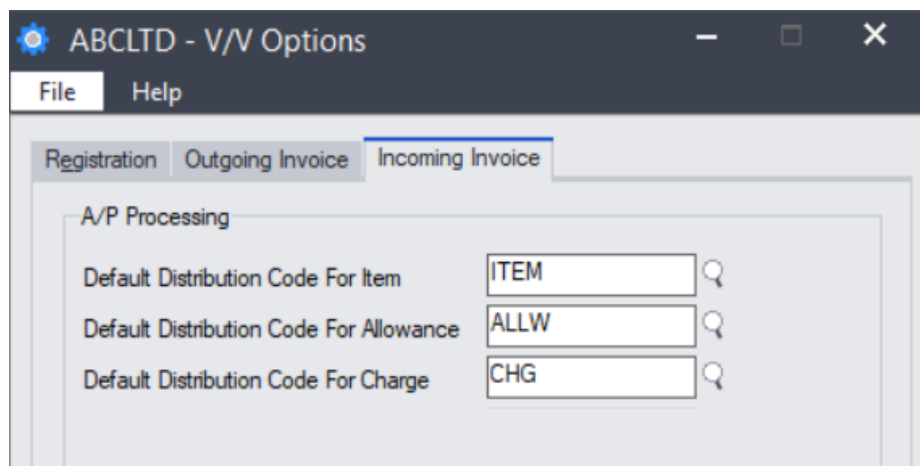 ABCLTD - V/V Options
File Help
Registration Outgoing Invoice Incoming Invoice
A/P Processing
Default Distribution Code For Item ITEM
Default Distribution Code For Allowance ALLW
Default Distribution Code For Charge CHG